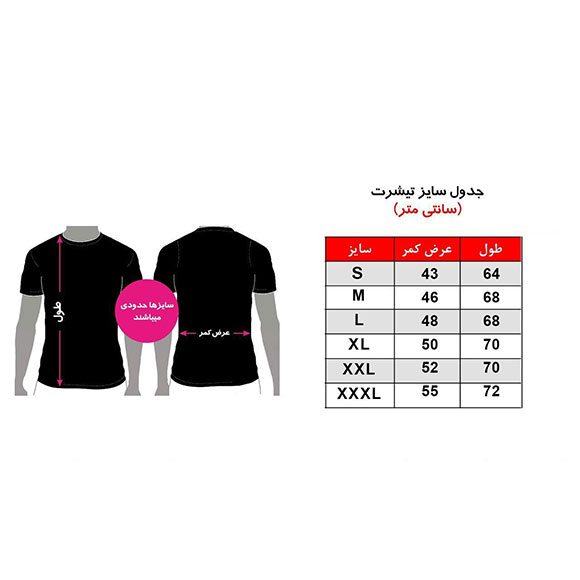 جدول سایز تیشرت
(سانتی متر)
سایز عرض کمر طول
S 43 64
M 46 68
L 48 68
XL 50 70
XXL 52 70
XXXL 55 72
طول
سایزها حدودی
میباشند
عرض کمر